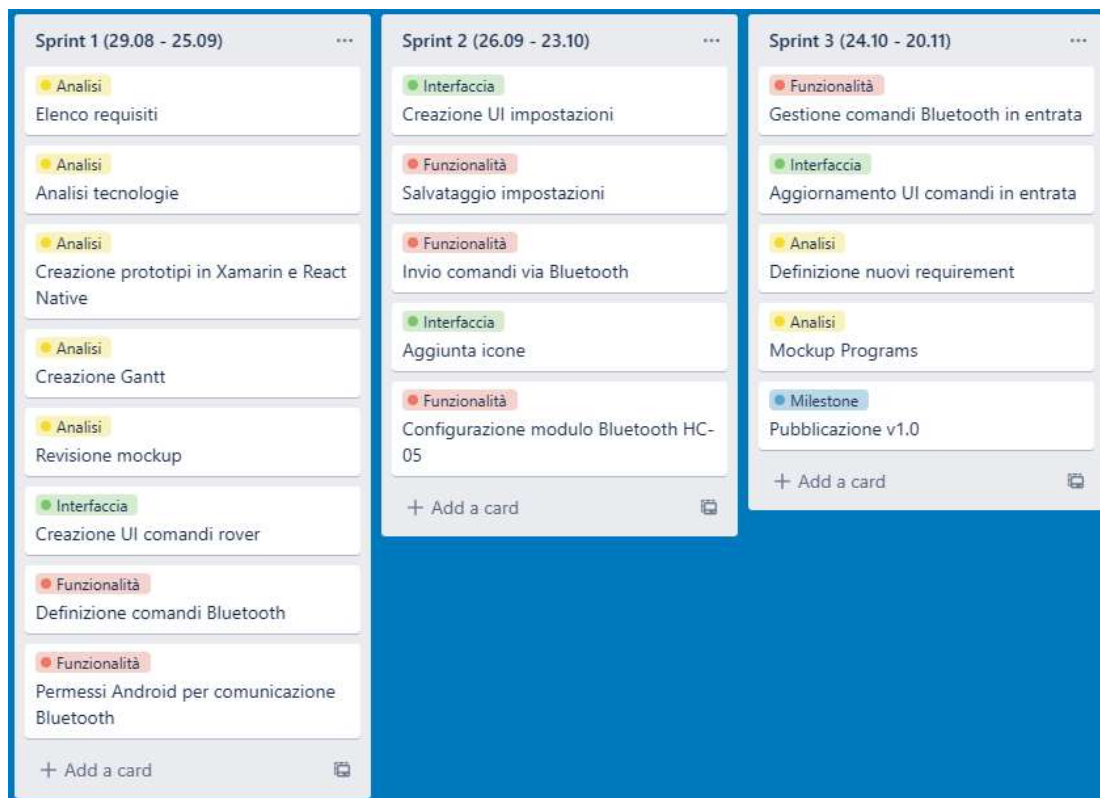 Sprint 1 (29.08 - 25.09)
Analisi
Elenco requisiti
Analisi
Analisi tecnologie
Analisi
Creazione prototipi in Xamarin e React
Native
Analisi
Creazione Gantt
Analisi
Revisione mockup
Interfaccia
Creazione UI comandi rover
Funzionalità
Definizione comandi Bluetooth
Funzionalità
Permessi Android per comunicazione
Bluetooth
+ Add a card
Sprint 2 (26.09 - 23.10)
Interfaccia
Creazione UI impostazioni
Funzionalità
Salvataggio impostazioni
Funzionalità
Invio comandi via Bluetooth
Interfaccia
Aggiunta icone
Funzionalità
Configurazione modulo Bluetooth HC-
05
+ Add a card
Sprint 3 (24.10 - 20.11)
Funzionalità
Gestione comandi Bluetooth in entrata
Interfaccia
Aggiornamento UI comandi in entrata
Analisi
Definizione nuovi requirement
Analisi
Mockup Programs
Milestone
Pubblicazione v1.0
+ Add a card